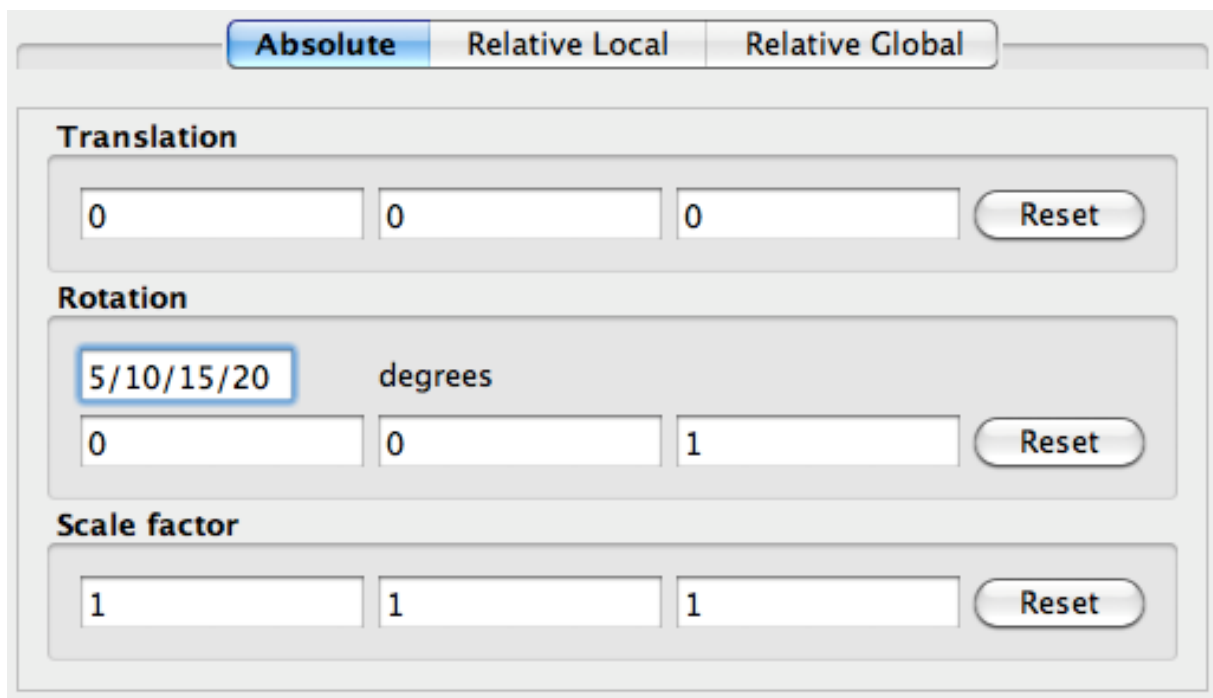 Absolute Relative Local Relative Global
Translation
0 0 0 Reset
Rotation
5/10/15/20 degrees
0 0 1 Reset
Scale factor
1 1 1 Reset